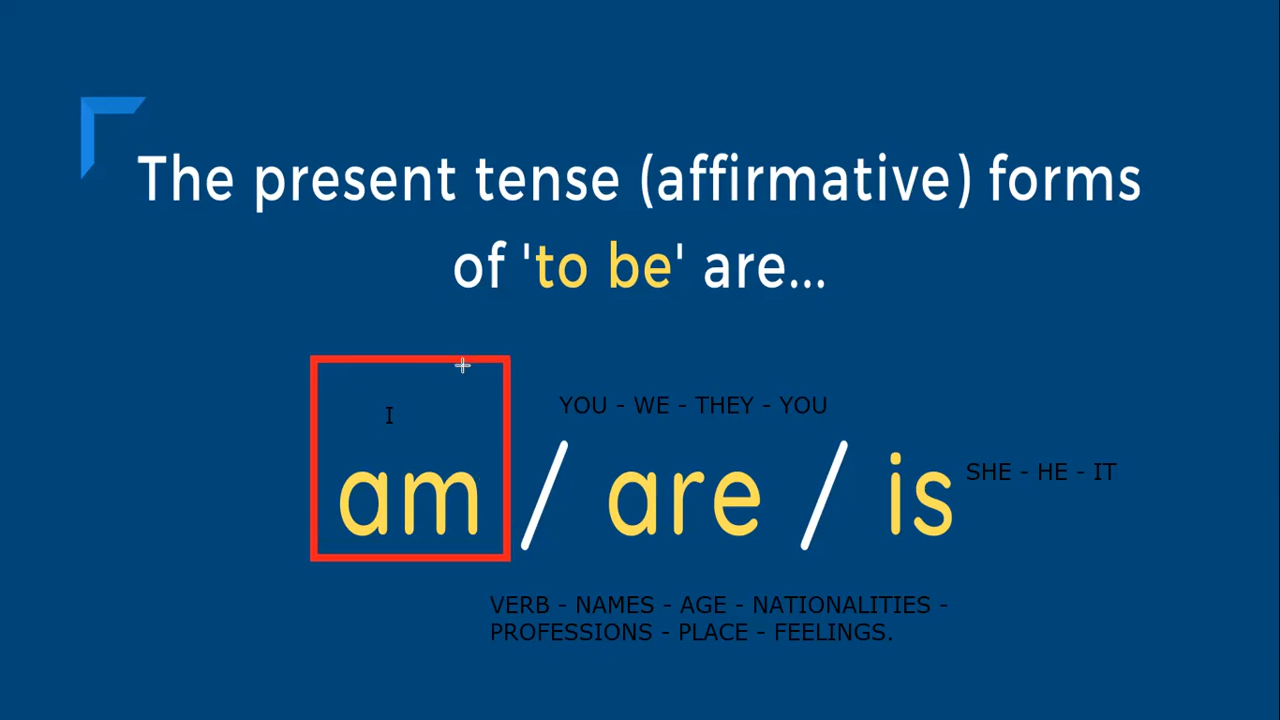 The present tense (affirmative) forms
of 'to be' are...
I
YOU - WE - THEY - YOU
am / are / is
SHE - HE - IT
VERB - NAMES - AGE - NATIONALITIES -
PROFESSIONS - PLACE - FEELINGS.